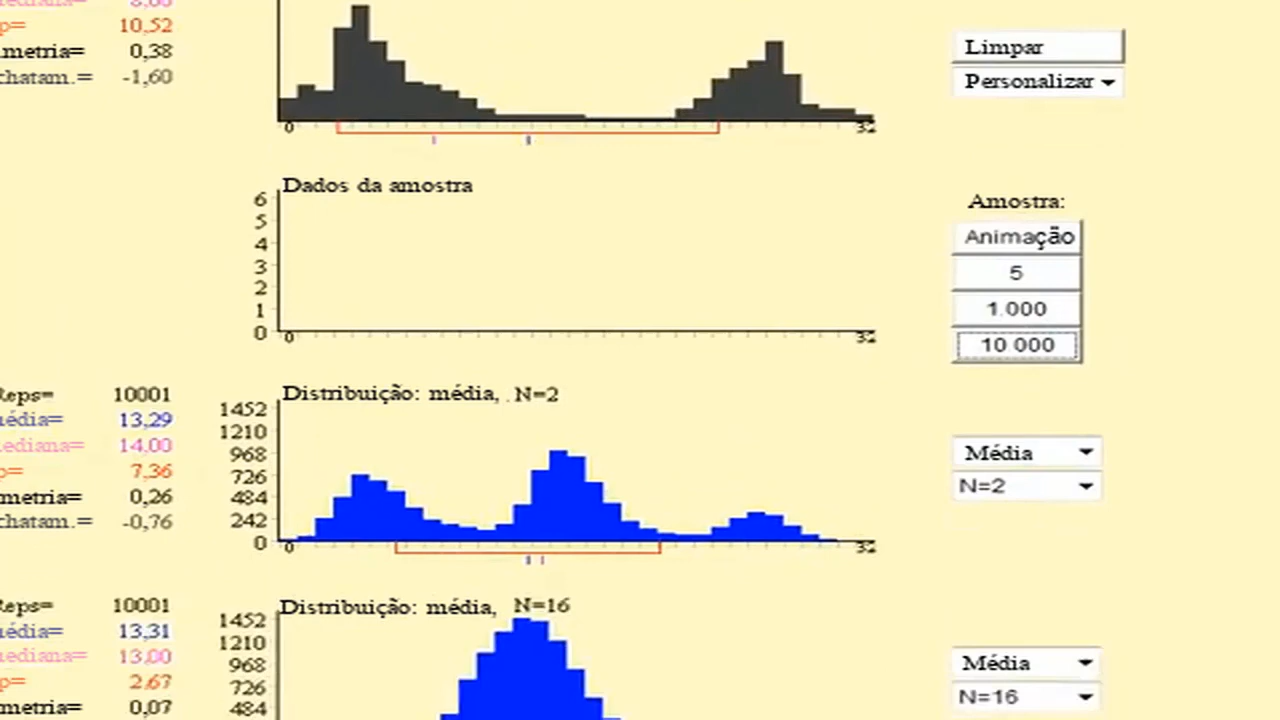 8,00
p= 10,52
metria= 0,38
chatam.= -1,60
0 32
Limpar
Personalizar
Dados da amostra
6
5
4
3
2
1
0
0 32
Amostra:
Animação
5
1.000
10 000
Reps= 10001
média= 13,29
mediana= 14,00
p= 7,36
metria= 0,26
chatam.= -0,76
Distribuição: média, . N=2
1452
1210
968
726
484
242
0
0 32
Média
N=2
Reps= 10001
média= 13,31
mediana= 13,00
p= 2,67
metria= 0,07
Distribuição: média, N=16
1452
1210
968
726
484
Média
N=16